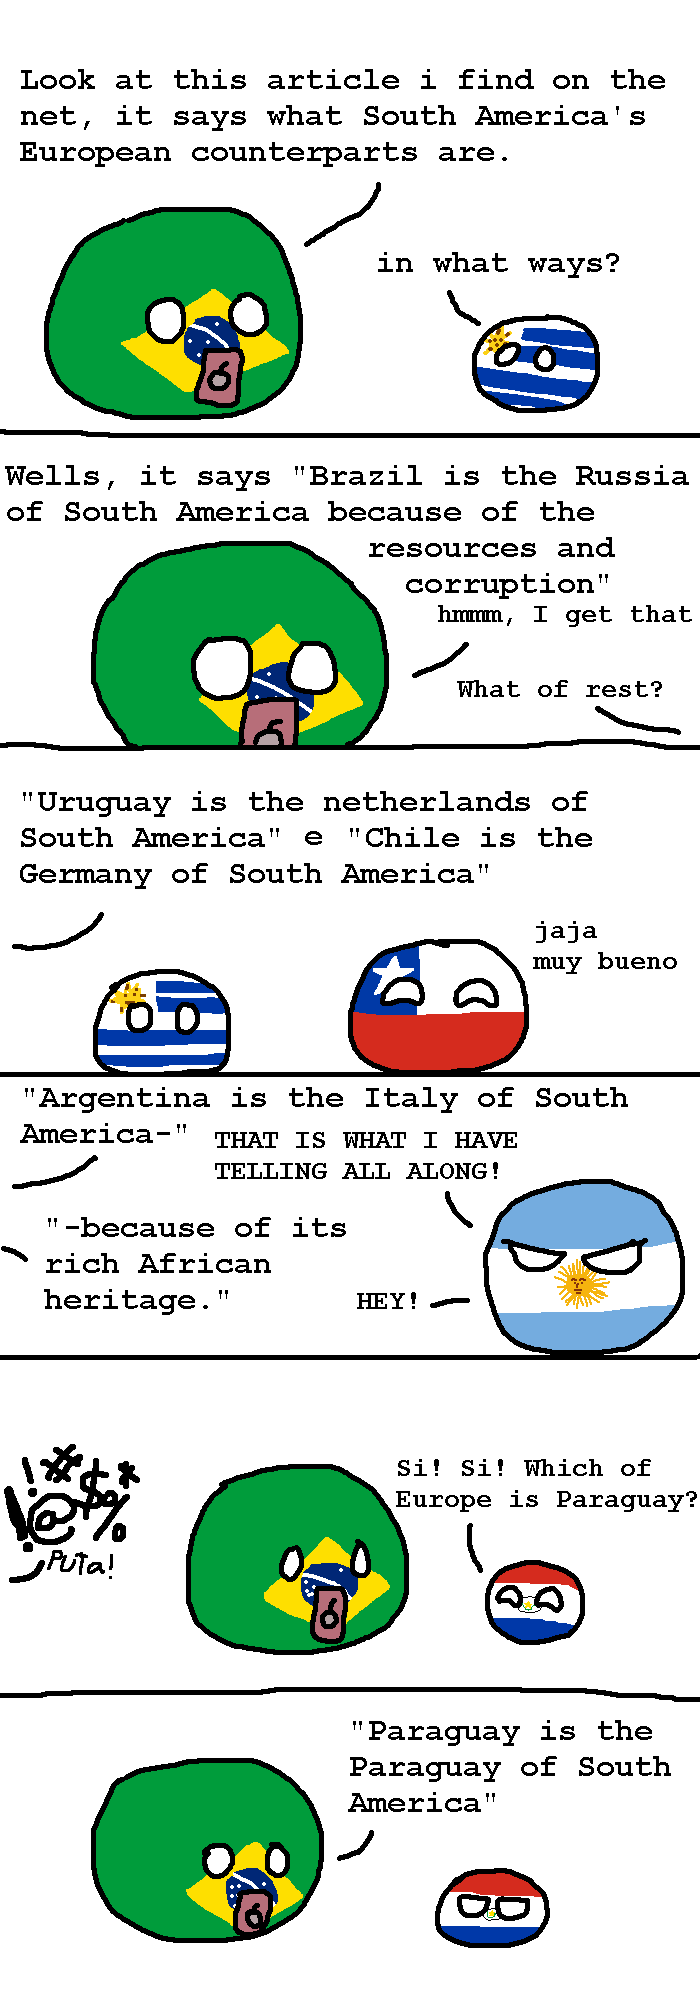 Look at this article i find on the
net, it says what South America's
European counterparts are.
in what ways?
Wells, it says "Brazil is the Russia
of South America because of the
resources and
corruption"
hmmm, I get that
What of rest?
"Uruguay is the netherlands of
South America" e "Chile is the
Germany of South America"
jaja
muy bueno
"Argentina is the Italy of South
America-"
THAT IS WHAT I HAVE
TELLING ALL ALONG!
"-because of its
rich African
heritage."
HEY!
!#$*
!@%
PUTa!
Si! Si! Which of
Europe is Paraguay?
"Paraguay is the
Paraguay of South
America"